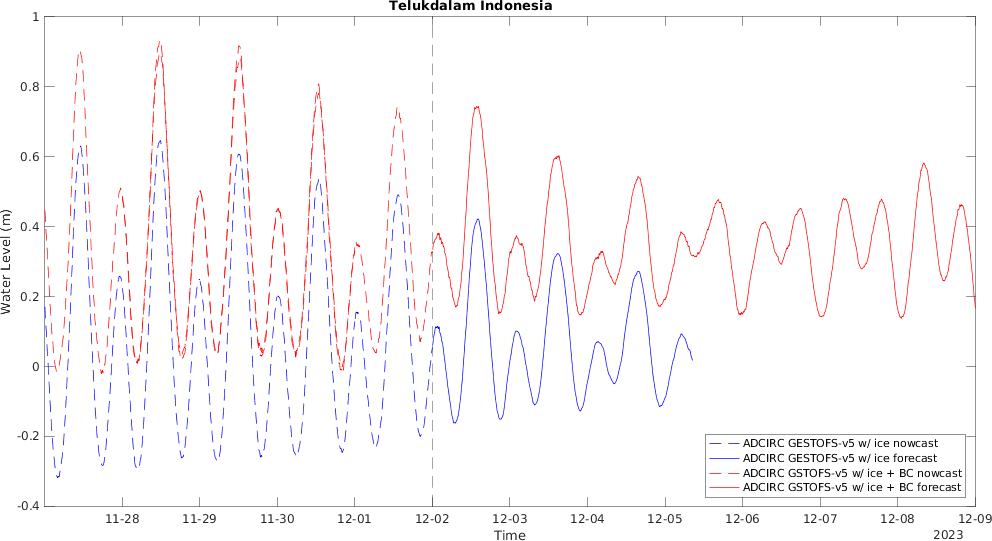 Telukdalam Indonesia
1
0.8
0.6
0.4
0.2
0
-0.2
-0.4
Water Level (m)
11-28 11-29 11-30 12-01 12-02 12-03 12-04 12-05 12-06 12-07 12-08 12-09
Time
2023
ADCIRC GESTOFS-v5 w/ ice nowcast
ADCIRC GESTOFS-v5 w/ ice forecast
ADCIRC GSTOFS-v5 w/ ice + BC nowcast
ADCIRC GSTOFS-v5 w/ ice + BC forecast